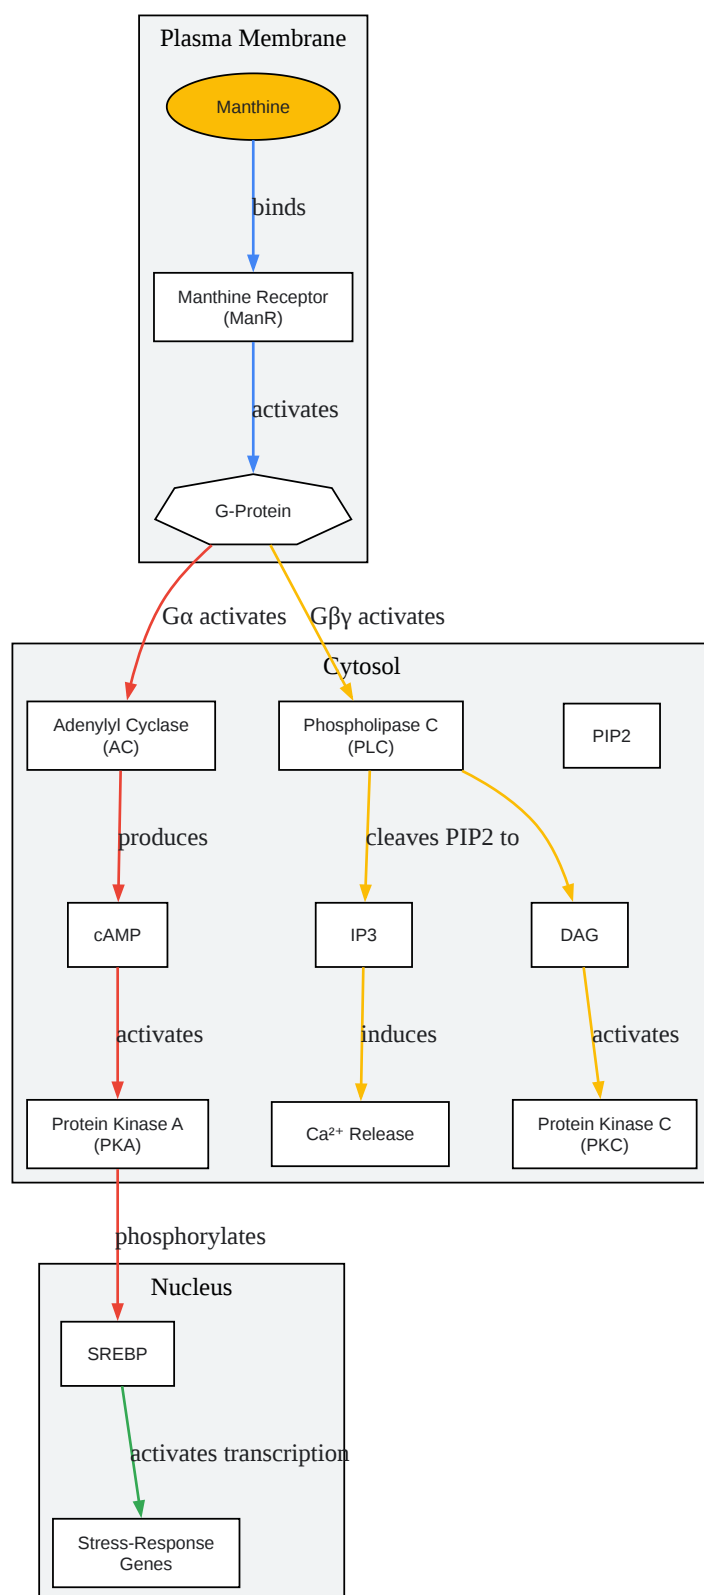 Plasma Membrane
Manthine
binds
Manthine Receptor
(ManR)
activates
G-Protein
Gα activates
Gβγ activates
Cytosol
Adenylyl Cyclase
(AC)
Phospholipase C
(PLC)
PIP2
produces
cleaves PIP2 to
cAMP
IP3
DAG
activates
induces
activates
Protein Kinase A
(PKA)
Ca²⁺ Release
Protein Kinase C
(PKC)
phosphorylates
Nucleus
SREBP
activates transcription
Stress-Response
Genes